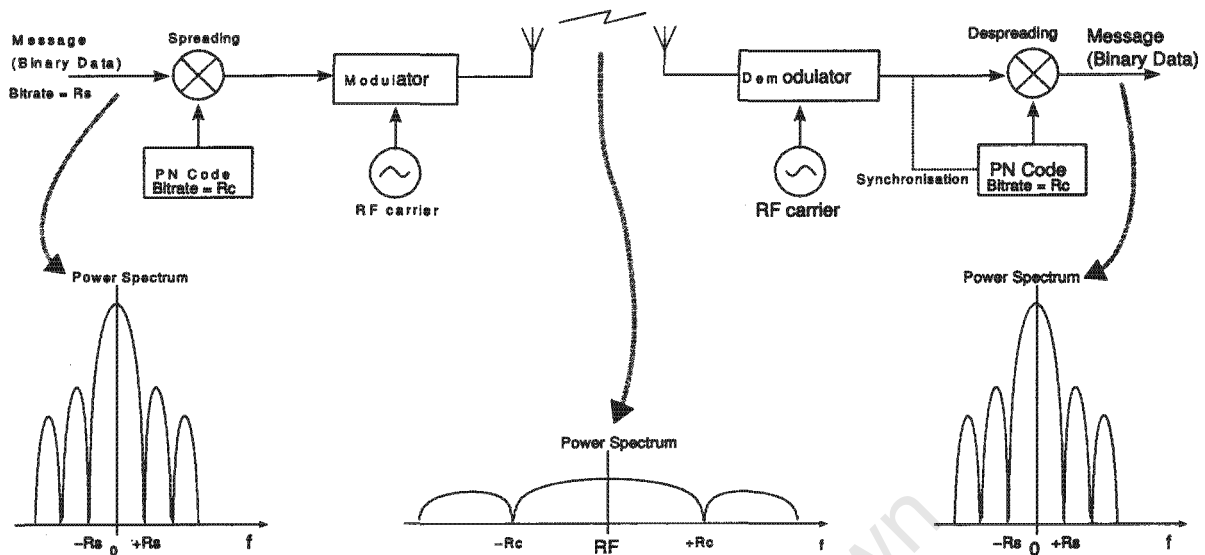 Message
(Binary Data)
Bitrate = Rs
Spreading
PN Code
Bitrate = Rc
Modulator
RF carrier
Demodulator
RF carrier
Despreading
Message
(Binary Data)
Synchronisation
PN Code
Bitrate = Rc
Power Spectrum
-Rs 0 +Rs f
Power Spectrum
-Rc RF +Rc f
Power Spectrum
-Rs 0 +Rs f
wn